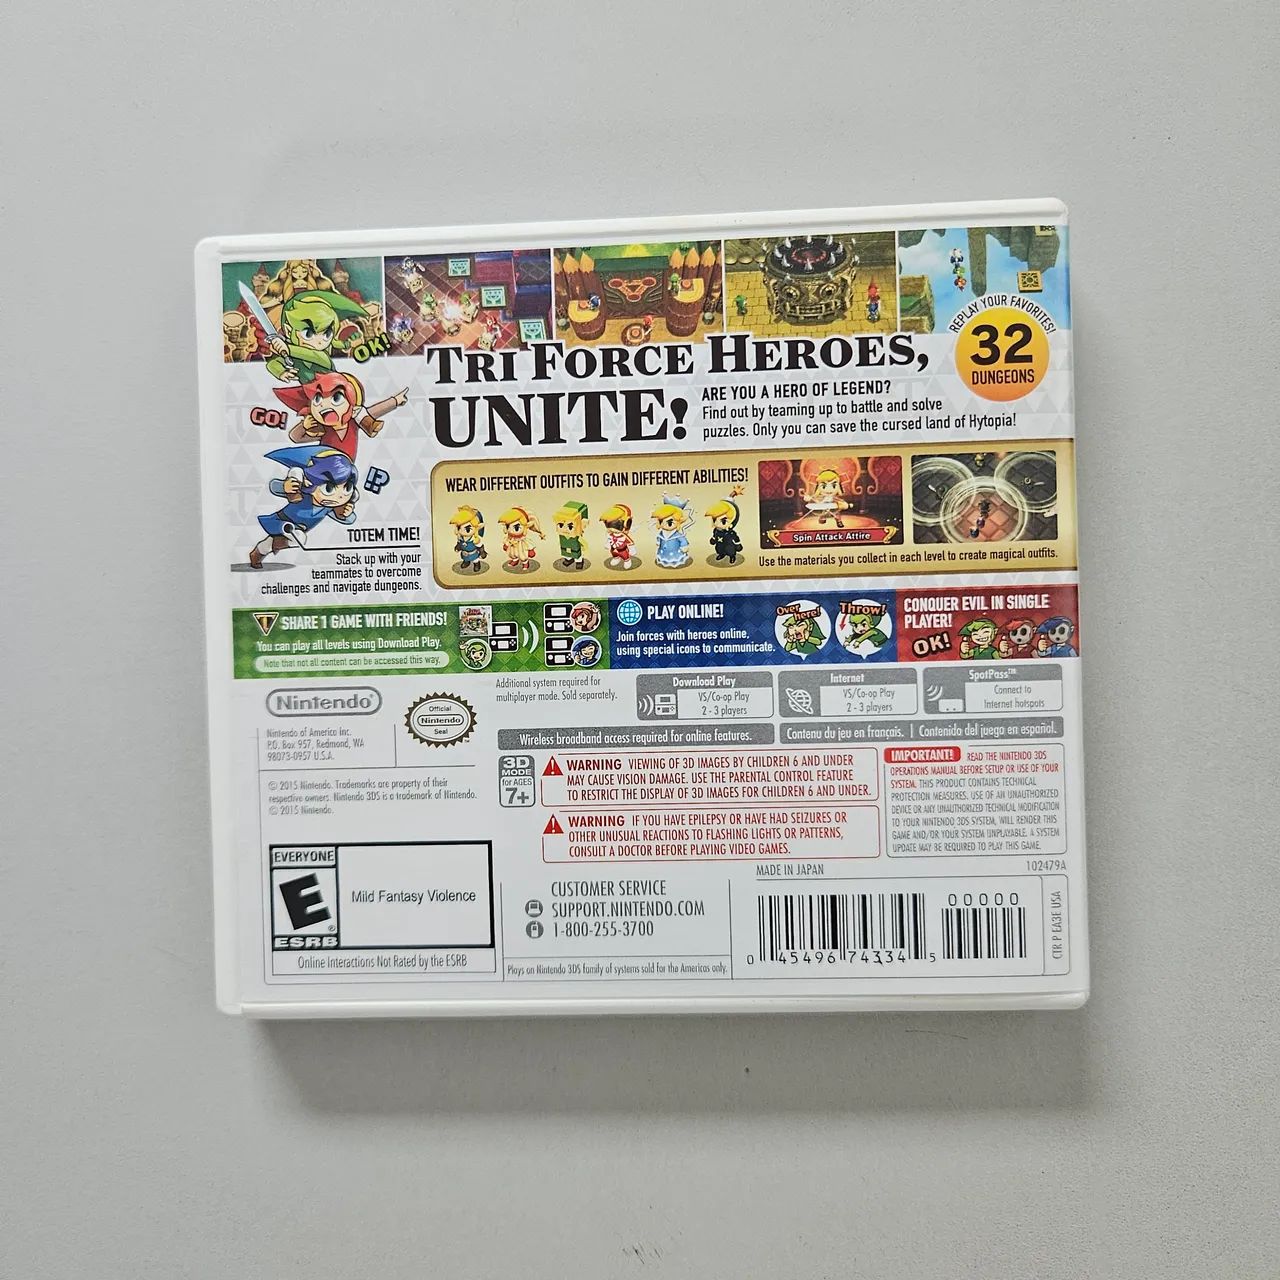 OK!
GO!
!?
REPLAY YOUR FAVORITES!
32
DUNGEONS
TRI FORCE HEROES,
UNITE!
ARE YOU A HERO OF LEGEND?
Find out by teaming up to battle and solve
puzzles. Only you can save the cursed land of Hytopia!
TOTEM TIME!
Stack up with your
teammates to overcome
challenges and navigate dungeons.
WEAR DIFFERENT OUTFITS TO GAIN DIFFERENT ABILITIES!
Spin Attack Attire
Use the materials you collect in each level to create magical outfits.
SHARE 1 GAME WITH FRIENDS!
You can play all levels using Download Play.
Note that not all content can be accessed this way.
PLAY ONLINE!
Join forces with heroes online,
using special icons to communicate.
Over here!
Throw!
CONQUER EVIL IN SINGLE
PLAYER!
OK!
Nintendo®
Official
Nintendo
Seal
Additional system required for
multiplayer mode. Sold separately.
Download Play
VS/Co-op Play
2 - 3 players
Internet
VS/Co-op Play
2 - 3 players
SpotPass™
Connect to
Internet hotspots
Wireless broadband access required for online features.
Contenu du jeu en français. | Contenido del juego en español.
Nintendo of America Inc.
P.O. Box 957, Redmond, WA
98073-0957 U.S.A.
© 2015 Nintendo. Trademarks are property of their
respective owners. Nintendo 3DS is a trademark of Nintendo.
© 2015 Nintendo.
3D
MODE
for AGES
7+
WARNING VIEWING OF 3D IMAGES BY CHILDREN 6 AND UNDER
MAY CAUSE VISION DAMAGE. USE THE PARENTAL CONTROL FEATURE
TO RESTRICT THE DISPLAY OF 3D IMAGES FOR CHILDREN 6 AND UNDER.
WARNING IF YOU HAVE EPILEPSY OR HAVE HAD SEIZURES OR
OTHER UNUSUAL REACTIONS TO FLASHING LIGHTS OR PATTERNS,
CONSULT A DOCTOR BEFORE PLAYING VIDEO GAMES.
IMPORTANT! READ THE NINTENDO 3DS
OPERATIONS MANUAL BEFORE SETUP OR USE OF YOUR
SYSTEM. THIS PRODUCT CONTAINS TECHNICAL
PROTECTION MEASURES. USE OF AN UNAUTHORIZED
DEVICE OR ANY UNAUTHORIZED TECHNICAL MODIFICATION
TO YOUR NINTENDO 3DS SYSTEM, WILL RENDER THIS
GAME AND/OR YOUR SYSTEM UNPLAYABLE. A SYSTEM
UPDATE MAY BE REQUIRED TO PLAY THIS GAME.
EVERYONE
E
®
ESRB
Mild Fantasy Violence
Online Interactions Not Rated by the ESRB
CUSTOMER SERVICE
SUPPORT.NINTENDO.COM
1-800-255-3700
Plays on Nintendo 3DS family of systems sold for the Americas only.
MADE IN JAPAN
102479A
00000
0 45496 74334 5
CTR P EA3E USA